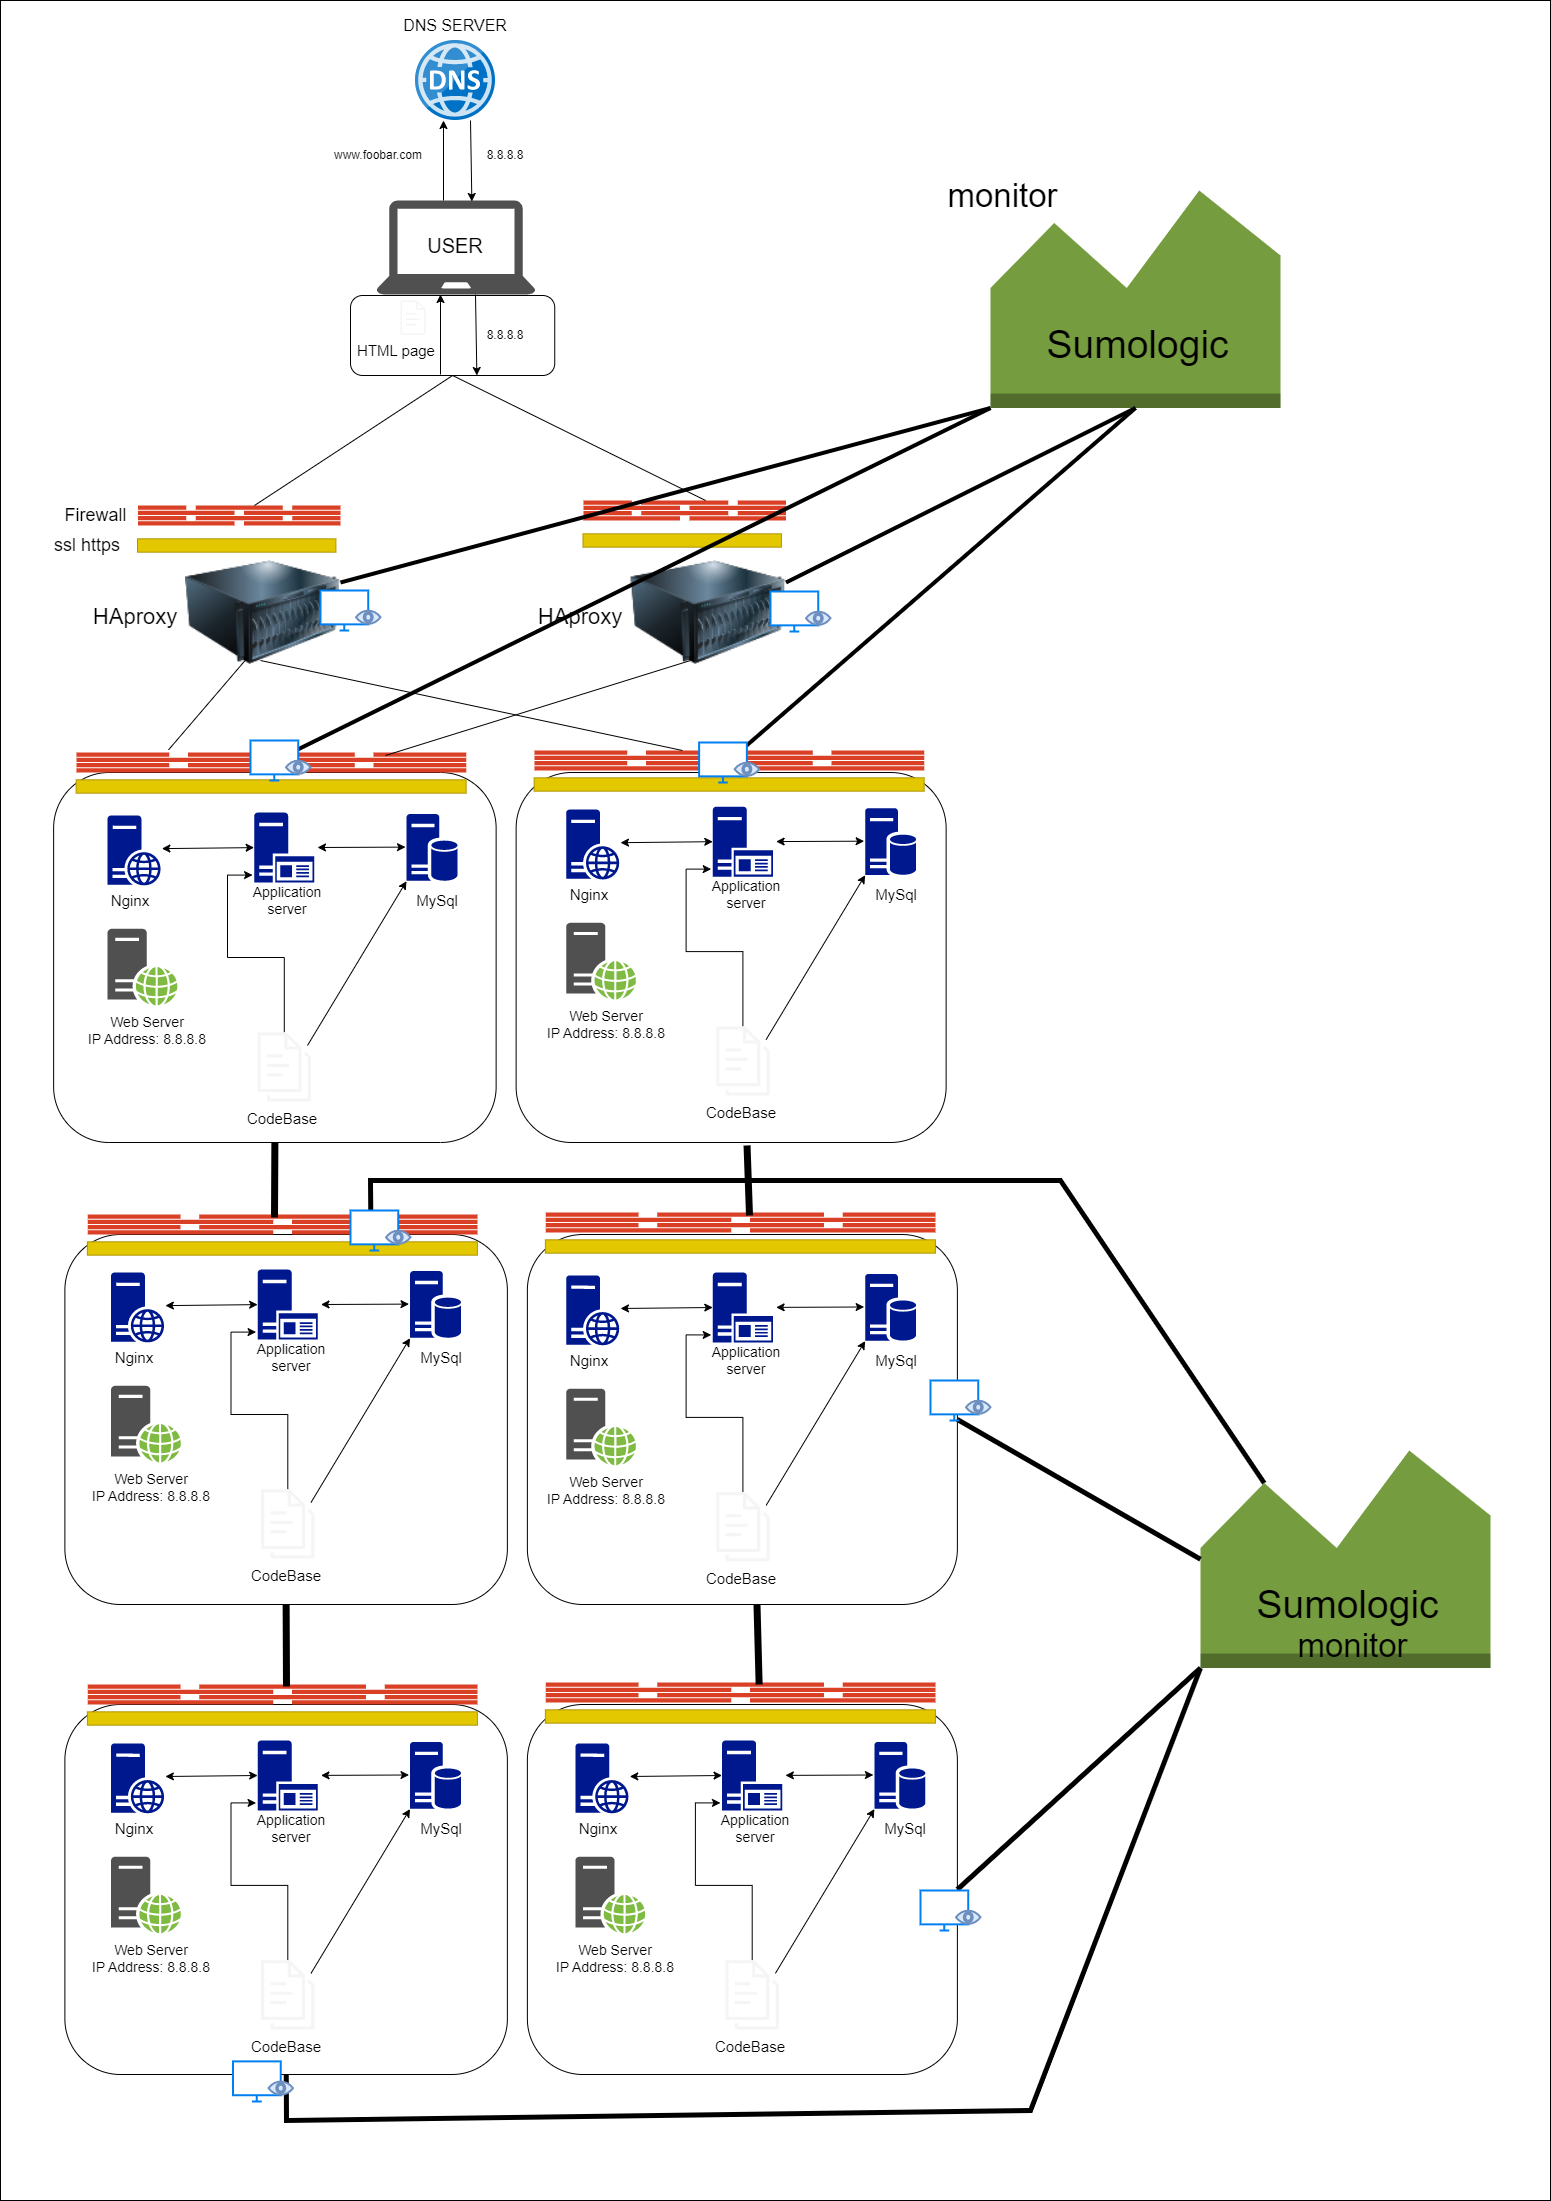 DNS SERVER
DNS
www.foobar.com
8.8.8.8
USER
HTML page
8.8.8.8
monitor
Sumologic
Firewall
ssl https
HAproxy
HAproxy
Nginx
Application
server
MySql
Web Server
IP Address: 8.8.8.8
CodeBase
Nginx
Application
server
MySql
Web Server
IP Address: 8.8.8.8
CodeBase
Nginx
Application
server
MySql
Web Server
IP Address: 8.8.8.8
CodeBase
Nginx
Application
server
MySql
Web Server
IP Address: 8.8.8.8
CodeBase
Sumologic
monitor
Nginx
Application
server
MySql
Web Server
IP Address: 8.8.8.8
CodeBase
Nginx
Application
server
MySql
Web Server
IP Address: 8.8.8.8
CodeBase